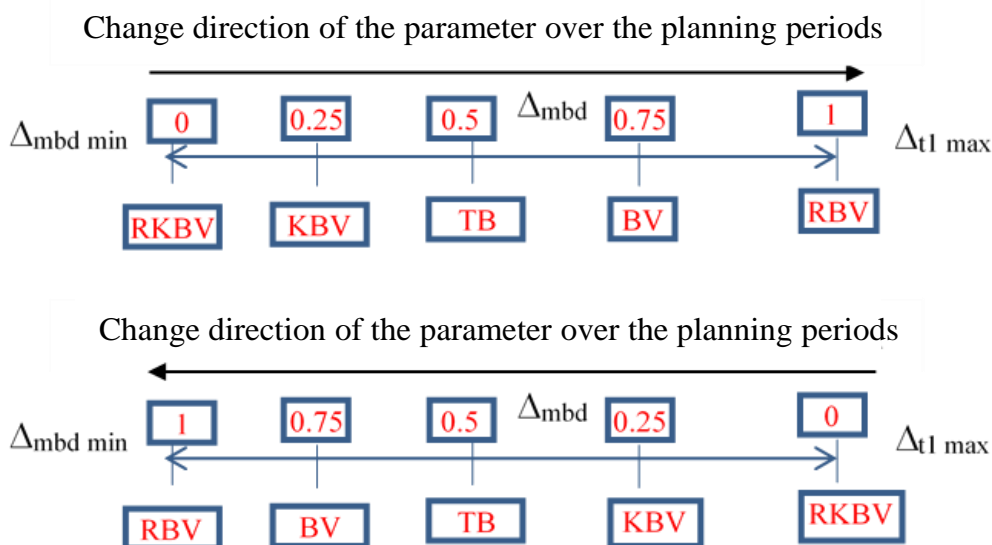 Change direction of the parameter over the planning periods
Δmbd min 0 0.25 0.5 Δmbd 0.75 1 Δt1 max
RKBV KBV TB BV RBV
Change direction of the parameter over the planning periods
Δmbd min 1 0.75 0.5 Δmbd 0.25 0 Δt1 max
RBV BV TB KBV RKBV